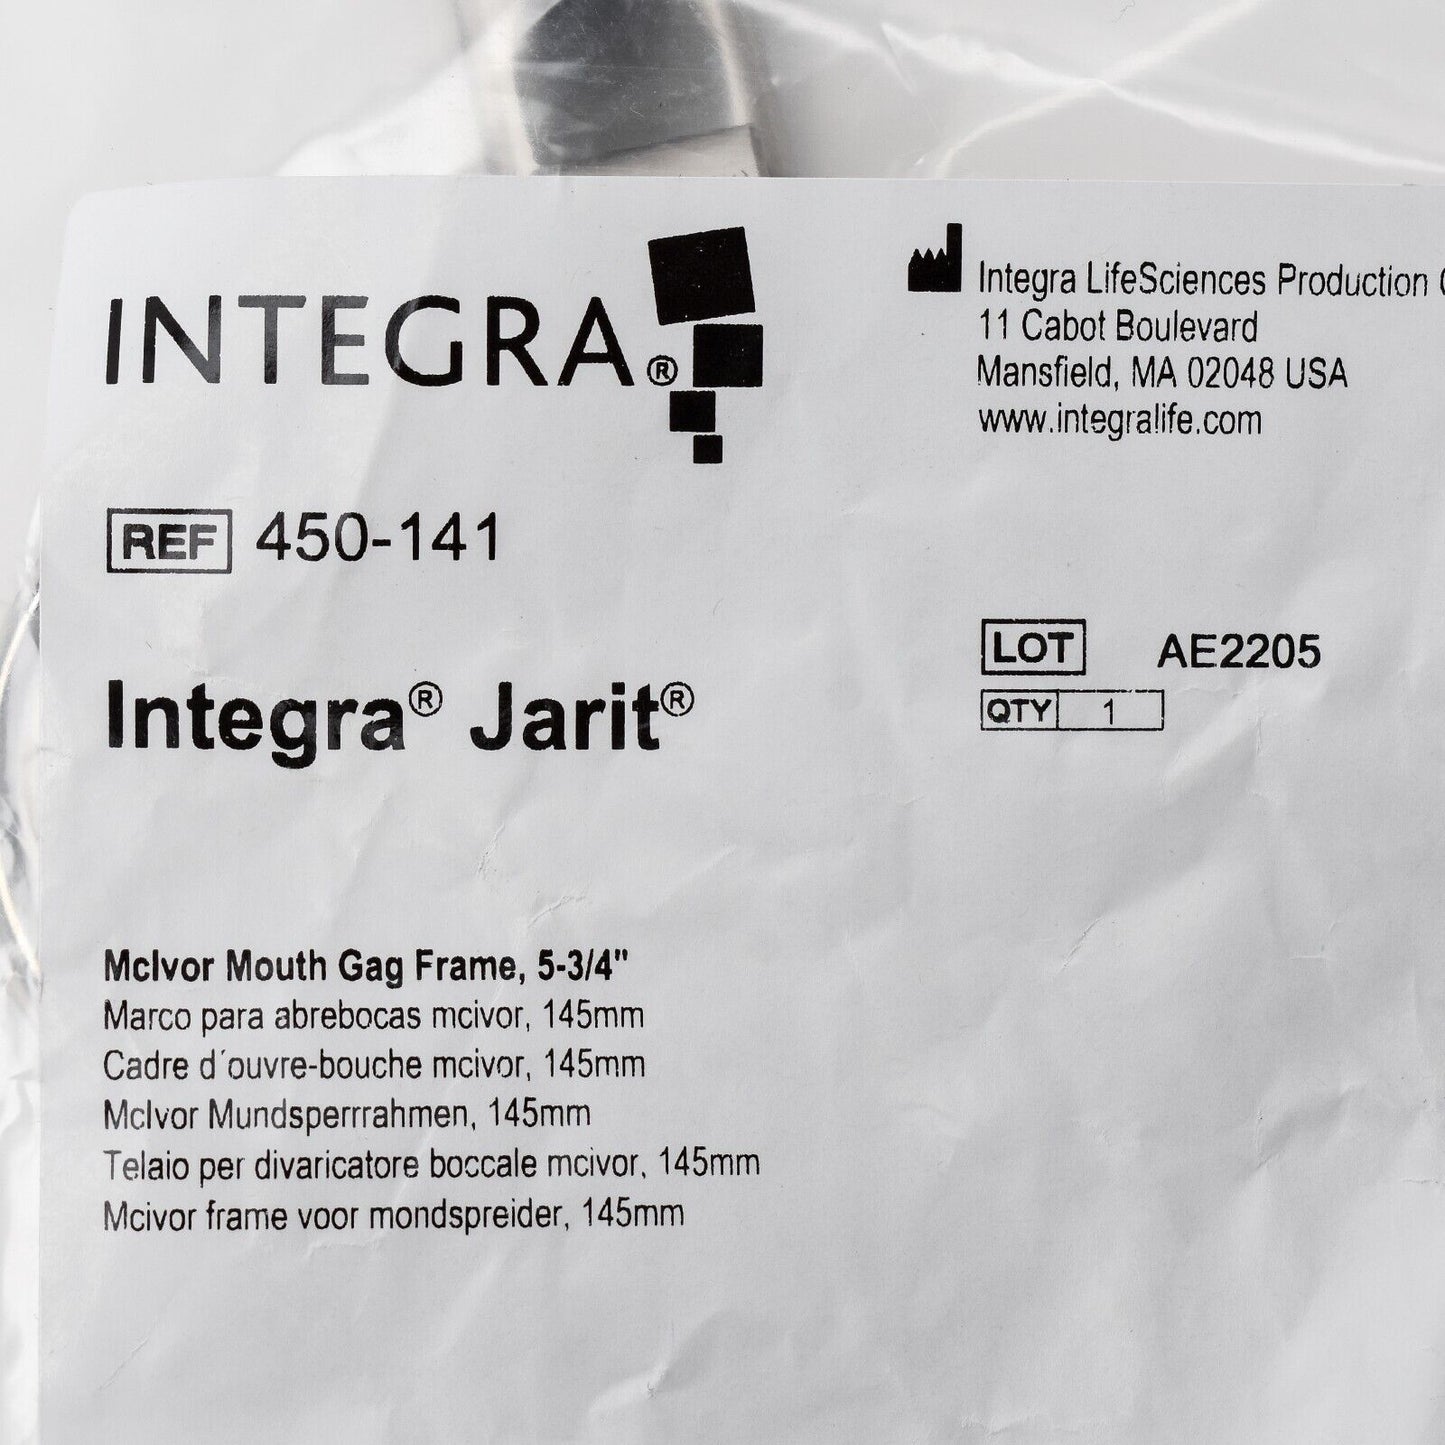 INTEGRA®
Integra LifeSciences Production
11 Cabot Boulevard
Mansfield, MA 02048 USA
www.integralife.com
REF 450-141
LOT AE2205
QTY 1
Integra® Jarit®
McIvor Mouth Gag Frame, 5-3/4"
Marco para abrebocas mcivor, 145mm
Cadre d´ouvre-bouche mcivor, 145mm
McIvor Mundsperrrahmen, 145mm
Telaio per divaricatore boccale mcivor, 145mm
Mcivor frame voor mondspreider, 145mm